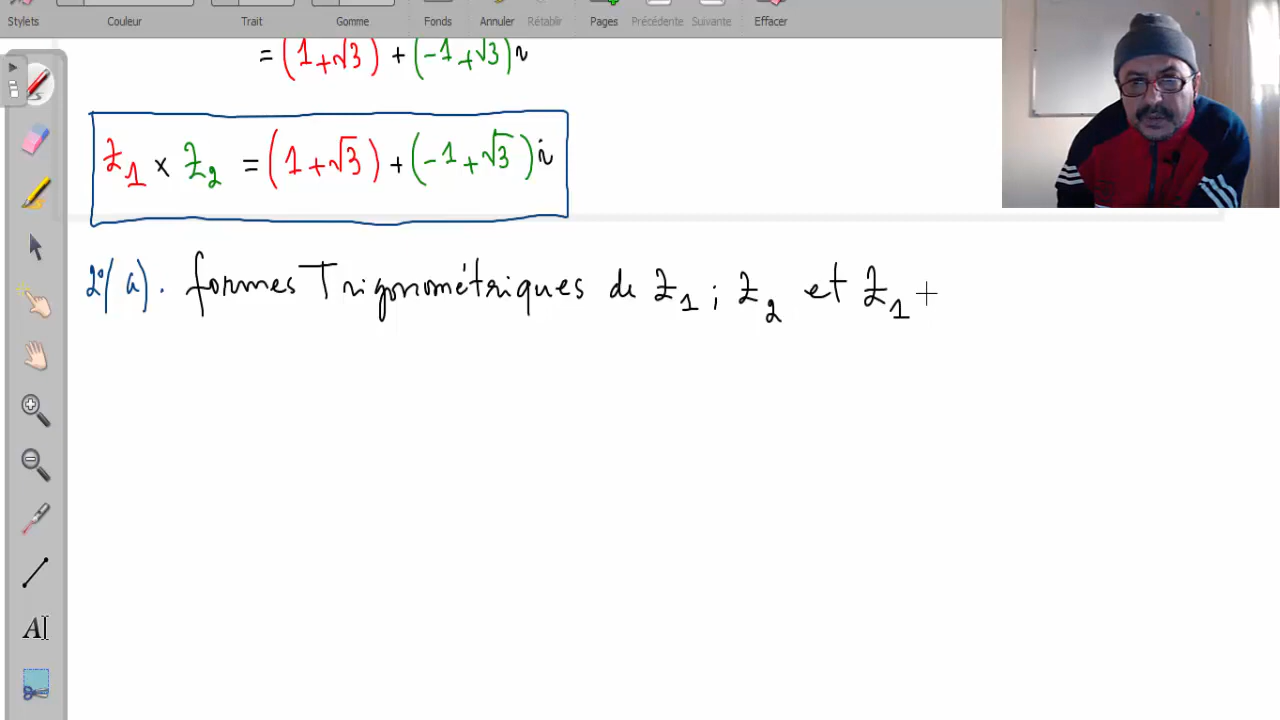 Stylets Couleur Trait Gomme Fonds Annuler Rétablir Pages Précédente Suivante Effacer
= (1+√3) + (-1+√3)i
z₁ × z₂ = (1+√3) + (-1+√3)i
2°/ a). formes Trigonométriques de z₁ ; z₂ et z₁
A